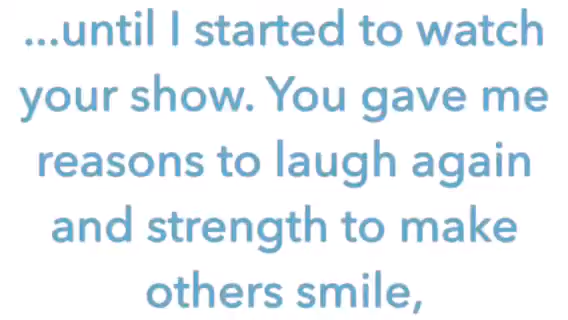 ...until I started to watch
your show. You gave me
reasons to laugh again
and strength to make
others smile,